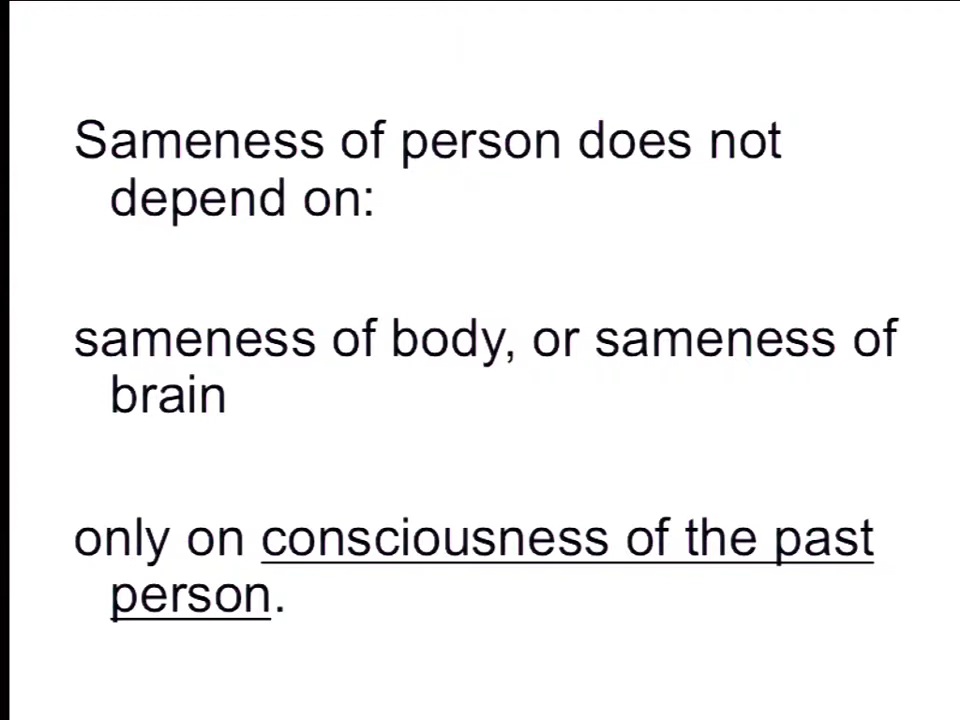 Sameness of person does not
depend on:
sameness of body, or sameness of
brain
only on consciousness of the past
person.